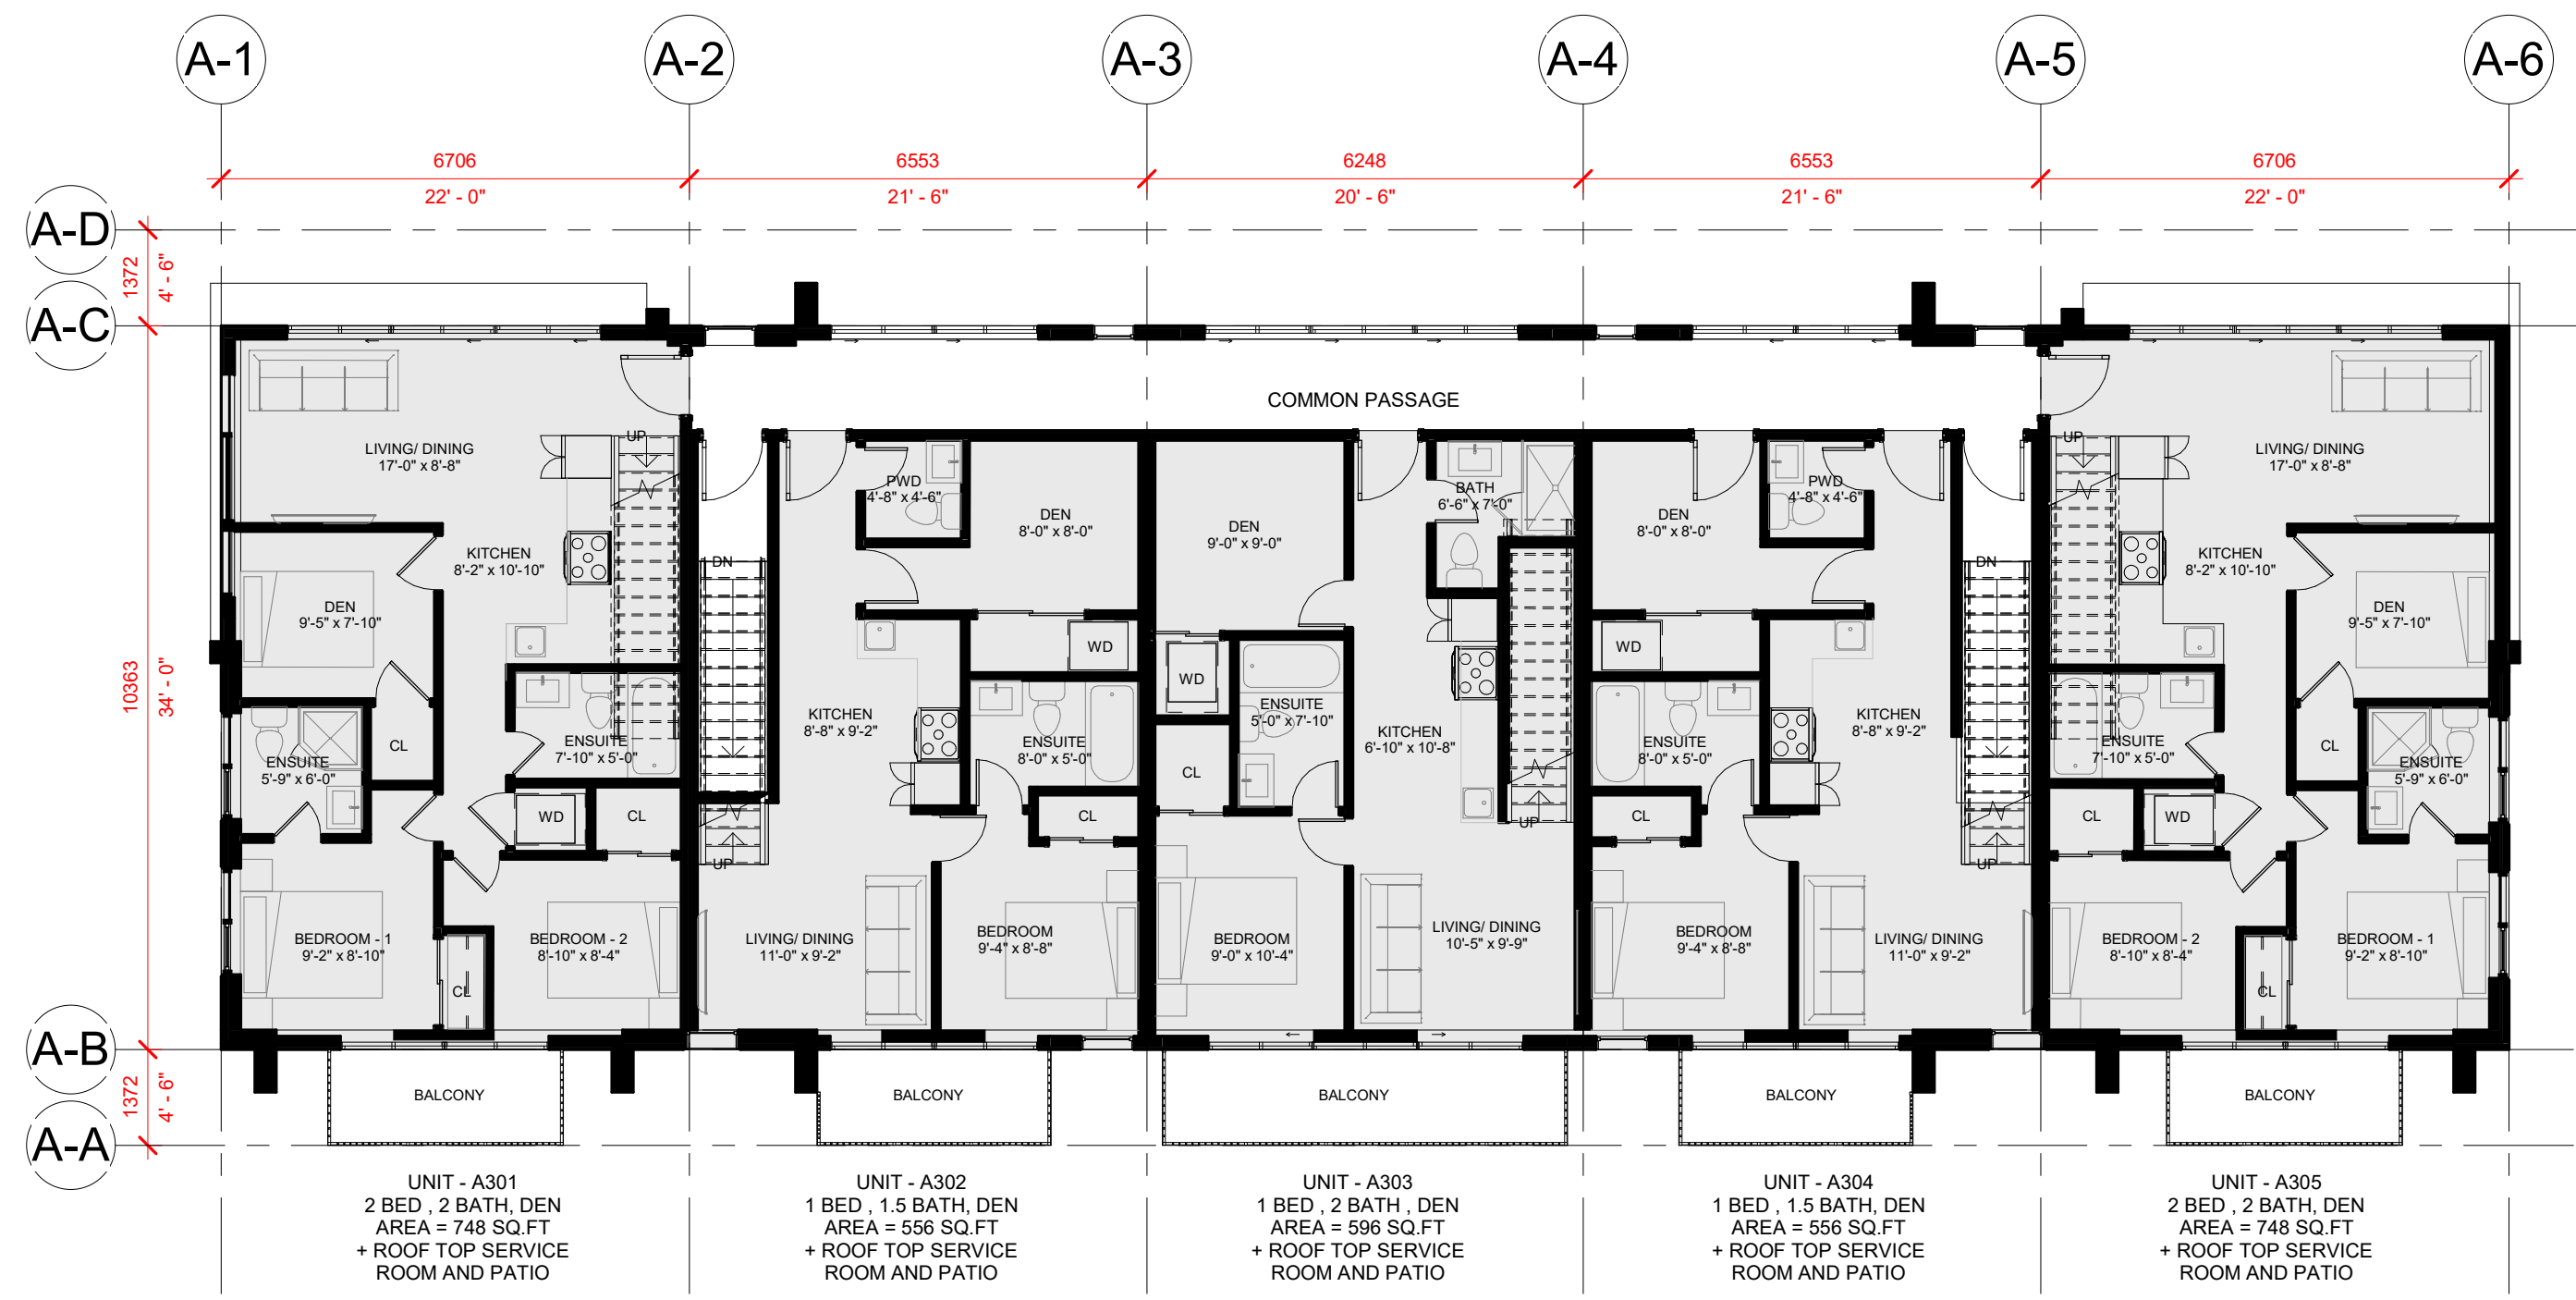 A-1
A-2
A-3
A-4
A-5
A-6
6706
6553
6248
6553
6706
22' - 0"
21' - 6"
20' - 6"
21' - 6"
22' - 0"
A-D
1372
4' - 6"
A-C
10363
34' - 0"
A-B
1372
4' - 6"
A-A
COMMON PASSAGE
LIVING/ DINING
17'-0" x 8'-8"
UP
KITCHEN
8'-2" x 10'-10"
DEN
9'-5" x 7'-10"
CL
ENSUITE
5'-9" x 6'-0"
ENSUITE
7'-10" x 5'-0"
WD
CL
BEDROOM - 1
9'-2" x 8'-10"
CL
BEDROOM - 2
8'-10" x 8'-4"
BALCONY
DN
UP
PWD
4'-8" x 4'-6"
DEN
8'-0" x 8'-0"
WD
KITCHEN
8'-8" x 9'-2"
ENSUITE
8'-0" x 5'-0"
CL
LIVING/ DINING
11'-0" x 9'-2"
BEDROOM
9'-4" x 8'-8"
BALCONY
DEN
9'-0" x 9'-0"
BATH
6'-6" x 7'-0"
WD
CL
ENSUITE
5'-0" x 7'-10"
KITCHEN
6'-10" x 10'-8"
UP
BEDROOM
9'-0" x 10'-4"
LIVING/ DINING
10'-5" x 9'-9"
BALCONY
DEN
8'-0" x 8'-0"
PWD
4'-8" x 4'-6"
DN
WD
ENSUITE
8'-0" x 5'-0"
KITCHEN
8'-8" x 9'-2"
CL
UP
BEDROOM
9'-4" x 8'-8"
LIVING/ DINING
11'-0" x 9'-2"
BALCONY
UP
LIVING/ DINING
17'-0" x 8'-8"
KITCHEN
8'-2" x 10'-10"
DEN
9'-5" x 7'-10"
ENSUITE
7'-10" x 5'-0"
CL
ENSUITE
5'-9" x 6'-0"
CL
WD
BEDROOM - 2
8'-10" x 8'-4"
CL
BEDROOM - 1
9'-2" x 8'-10"
BALCONY
UNIT - A301
2 BED , 2 BATH, DEN
AREA = 748 SQ.FT
+ ROOF TOP SERVICE
ROOM AND PATIO
UNIT - A302
1 BED , 1.5 BATH, DEN
AREA = 556 SQ.FT
+ ROOF TOP SERVICE
ROOM AND PATIO
UNIT - A303
1 BED , 2 BATH , DEN
AREA = 596 SQ.FT
+ ROOF TOP SERVICE
ROOM AND PATIO
UNIT - A304
1 BED , 1.5 BATH, DEN
AREA = 556 SQ.FT
+ ROOF TOP SERVICE
ROOM AND PATIO
UNIT - A305
2 BED , 2 BATH, DEN
AREA = 748 SQ.FT
+ ROOF TOP SERVICE
ROOM AND PATIO